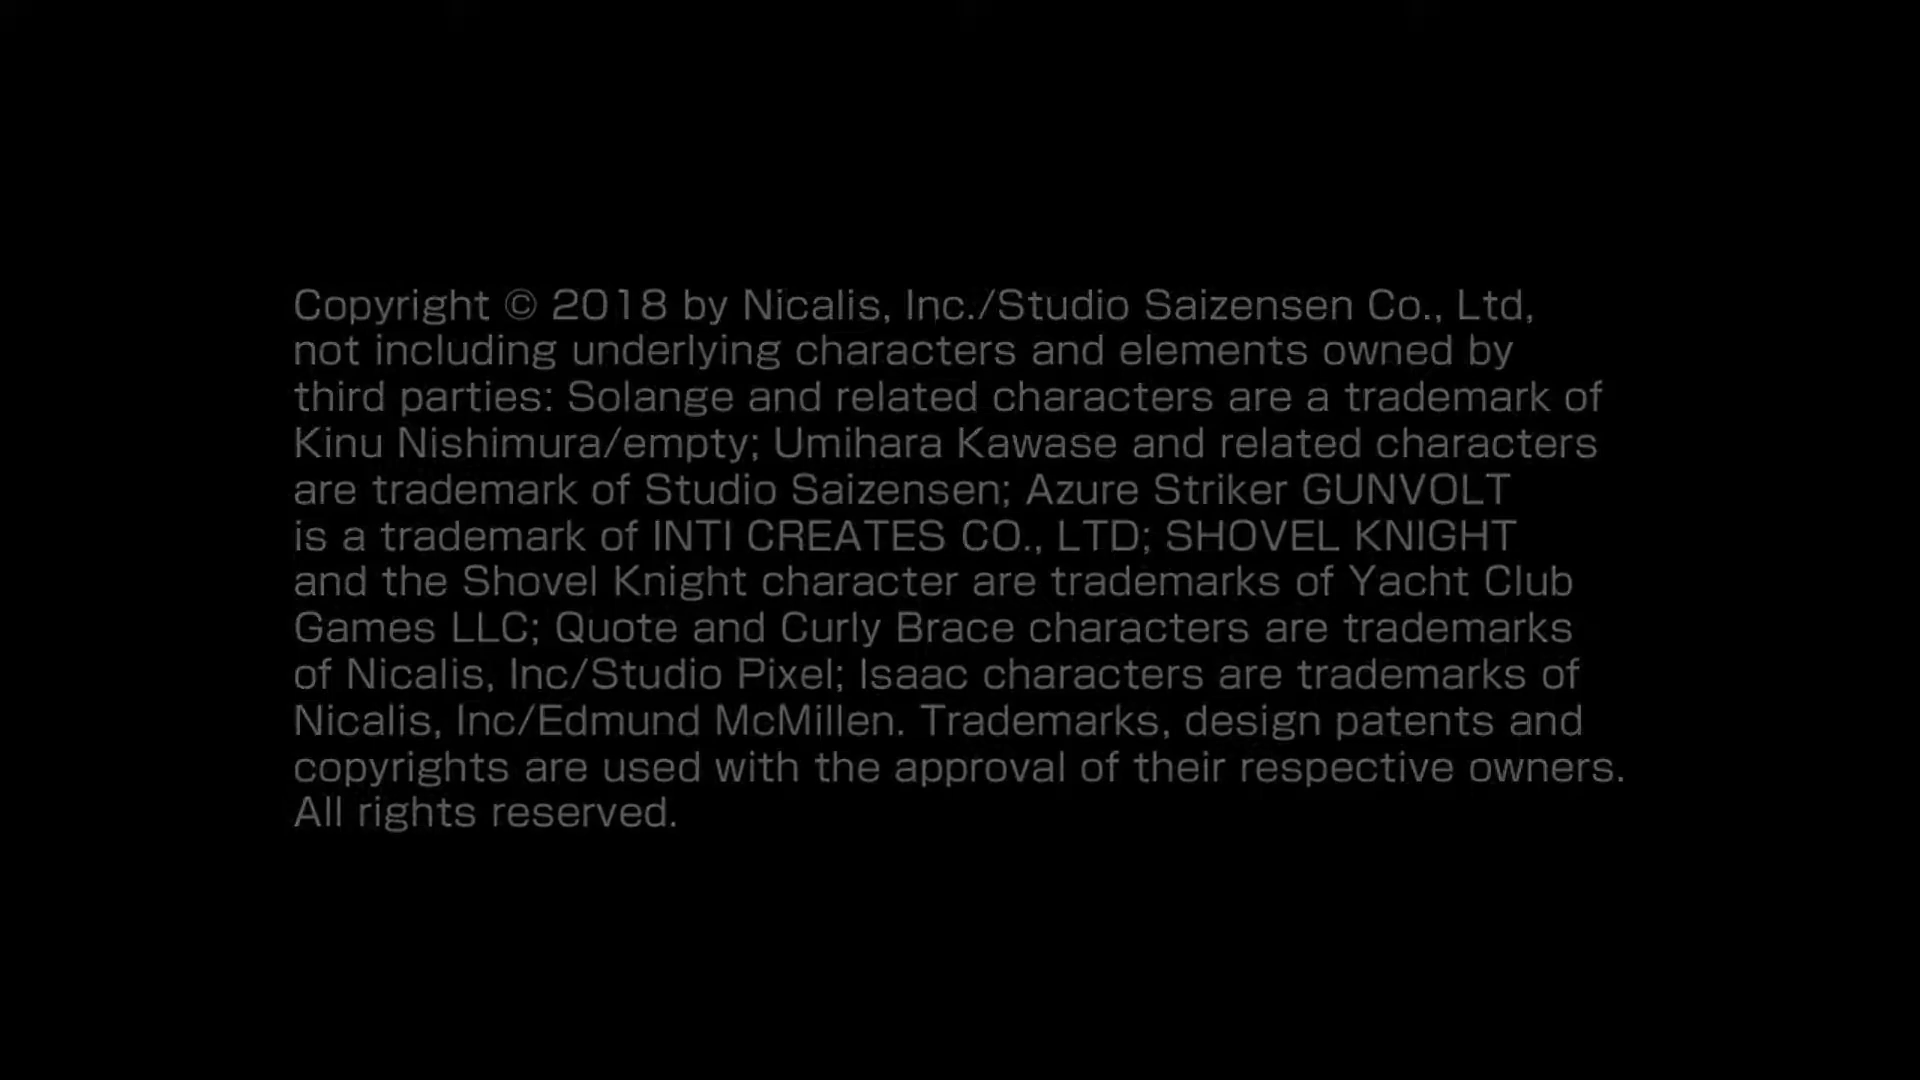 Copyright © 2018 by Nicalis, Inc./Studio Saizensen Co., Ltd,
not including underlying characters and elements owned by
third parties: Solange and related characters are a trademark of
Kinu Nishimura/empty; Umihara Kawase and related characters
are trademark of Studio Saizensen; Azure Striker GUNVOLT
is a trademark of INTI CREATES CO., LTD; SHOVEL KNIGHT
and the Shovel Knight character are trademarks of Yacht Club
Games LLC; Quote and Curly Brace characters are trademarks
of Nicalis, Inc/Studio Pixel; Isaac characters are trademarks of
Nicalis, Inc/Edmund McMillen. Trademarks, design patents and
copyrights are used with the approval of their respective owners.
All rights reserved.